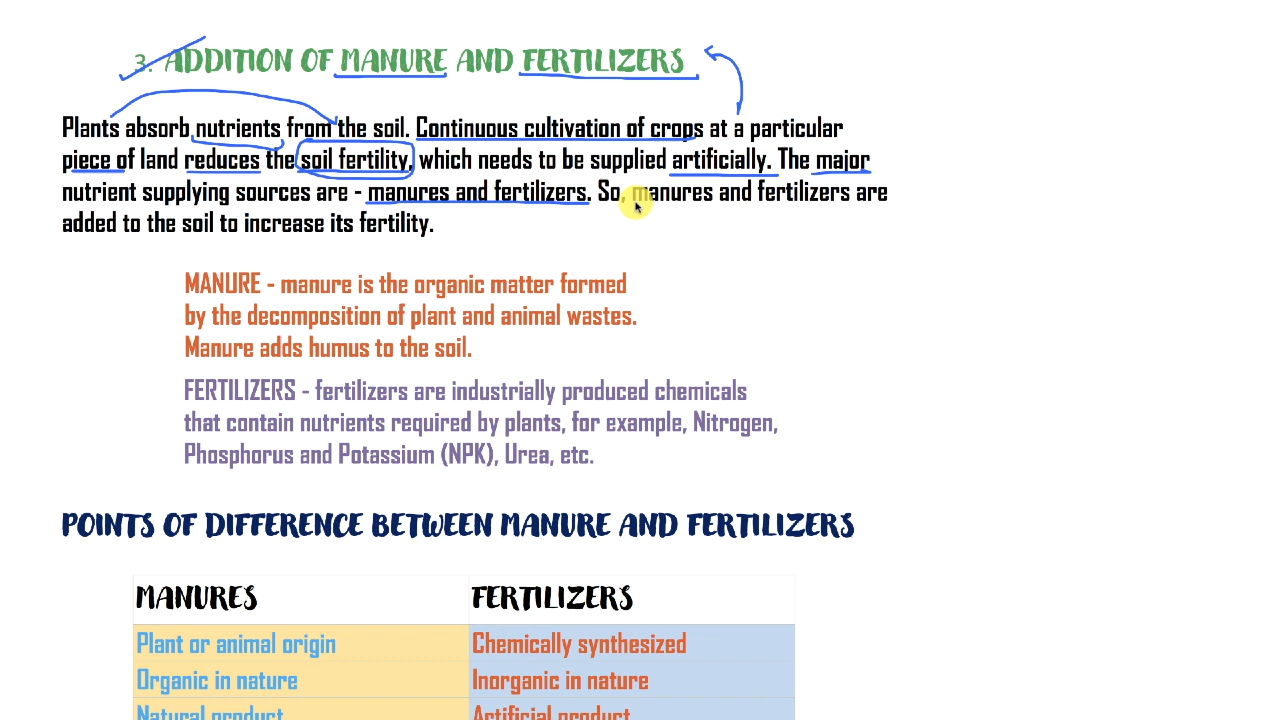 3. ADDITION OF MANURE AND FERTILIZERS
Plants absorb nutrients from the soil. Continuous cultivation of crops at a particular
piece of land reduces the soil fertility, which needs to be supplied artificially. The major
nutrient supplying sources are - manures and fertilizers. So, manures and fertilizers are
added to the soil to increase its fertility.
MANURE - manure is the organic matter formed
by the decomposition of plant and animal wastes.
Manure adds humus to the soil.
FERTILIZERS - fertilizers are industrially produced chemicals
that contain nutrients required by plants, for example, Nitrogen,
Phosphorus and Potassium (NPK), Urea, etc.
POINTS OF DIFFERENCE BETWEEN MANURE AND FERTILIZERS
MANURES FERTILIZERS
Plant or animal origin Chemically synthesized
Organic in nature Inorganic in nature
Natural product Artificial product